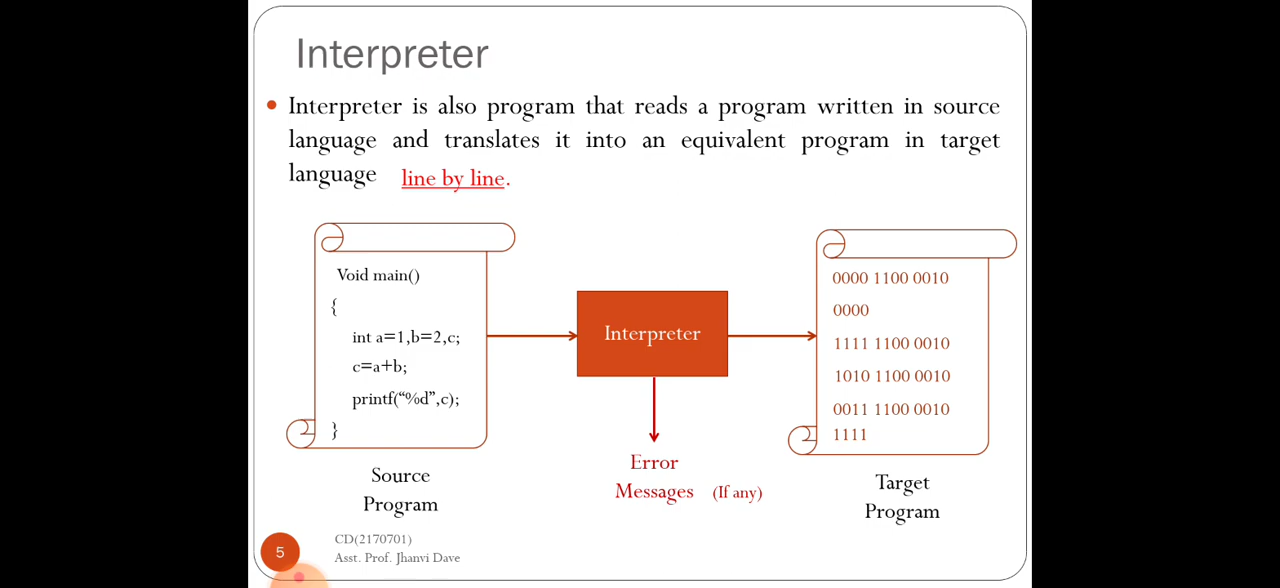 Interpreter
• Interpreter is also program that reads a program written in source
language and translates it into an equivalent program in target
language line by line.
Void main()
{
int a=1,b=2,c;
c=a+b;
printf(“%d”,c);
}
Source
Program
Interpreter
Error
Messages (If any)
0000 1100 0010
0000
1111 1100 0010
1010 1100 0010
0011 1100 0010
1111
Target
Program
5
CD(2170701)
Asst. Prof. Jhanvi Dave